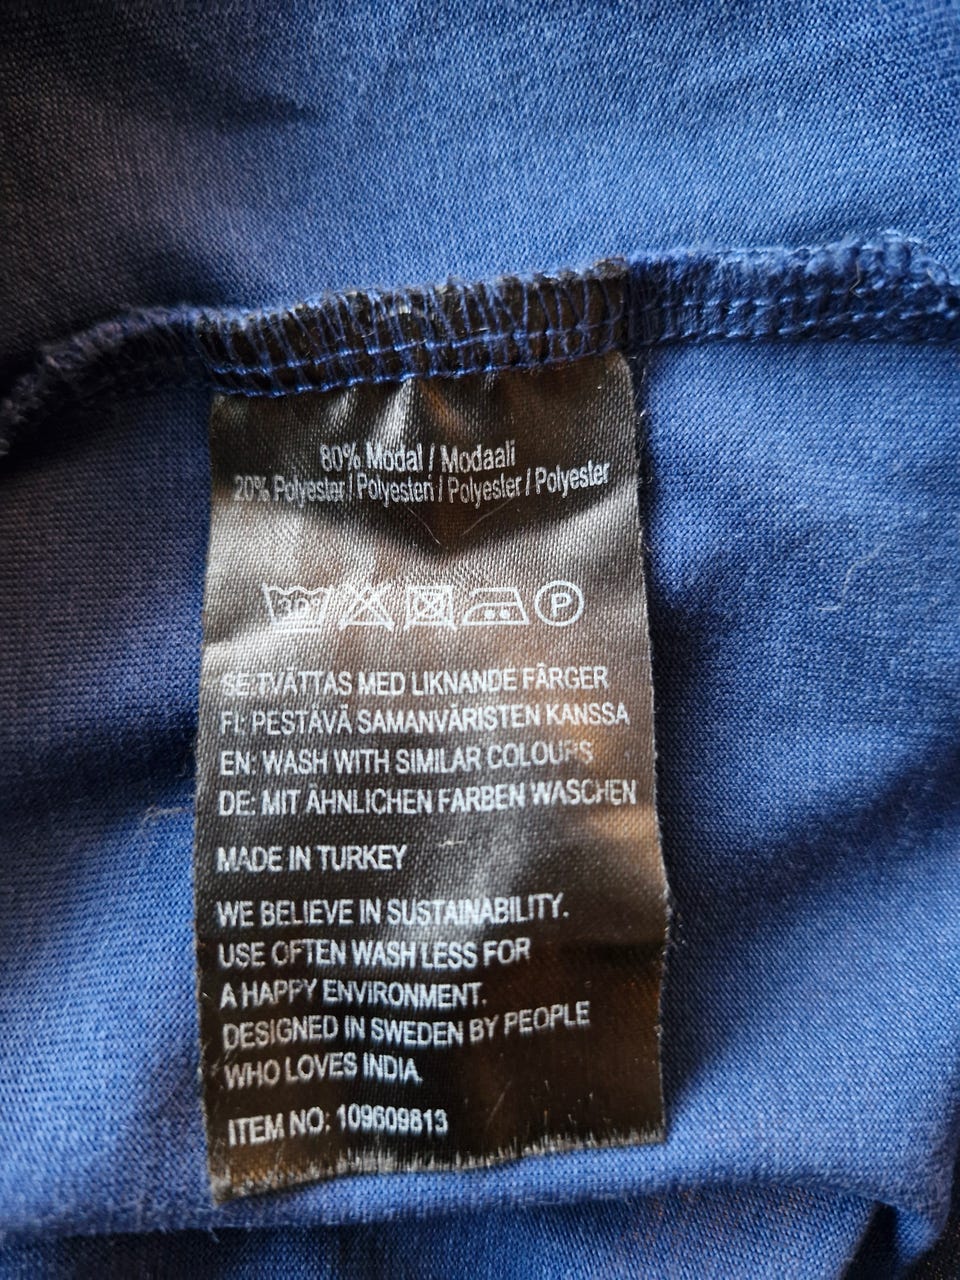 80% Modal / Modaali
20% Polyester / Polyesteri / Polyester / Polyester
30° P
SE:TVÄTTAS MED LIKNANDE FÄRGER
FI: PESTÄVÄ SAMANVÄRISTEN KANSSA
EN: WASH WITH SIMILAR COLOURS
DE: MIT ÄHNLICHEN FARBEN WASCHEN
MADE IN TURKEY
WE BELIEVE IN SUSTAINABILITY.
USE OFTEN WASH LESS FOR
A HAPPY ENVIRONMENT.
DESIGNED IN SWEDEN BY PEOPLE
WHO LOVES INDIA.
ITEM NO: 109609813